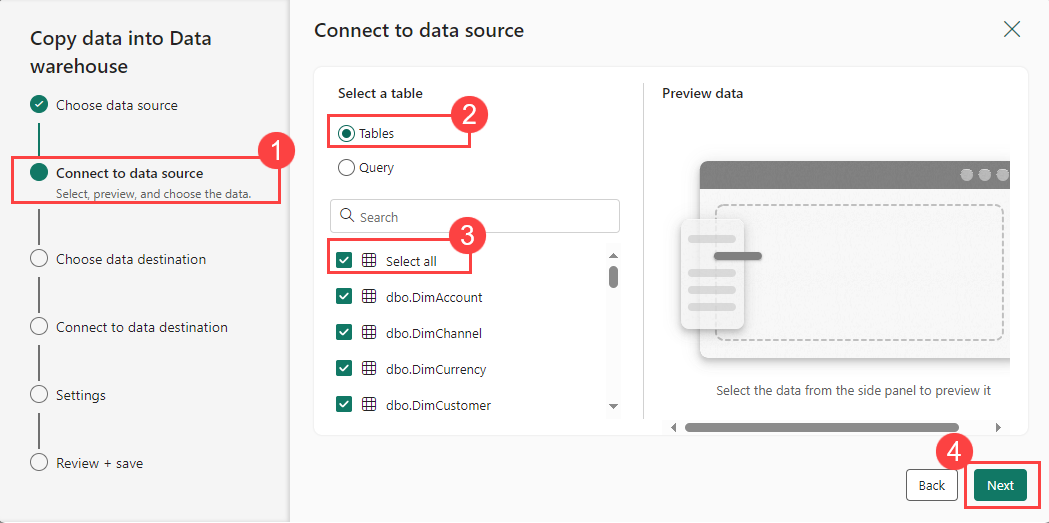 Copy data into Data
warehouse
Choose data source
1
Connect to data source
Select, preview, and choose the data.
Choose data destination
Connect to data destination
Settings
Review + save
Connect to data source
Select a table
2
Tables
Query
Search
3
Select all
dbo.DimAccount
dbo.DimChannel
dbo.DimCurrency
dbo.DimCustomer
Preview data
Select the data from the side panel to preview it
4
Back
Next